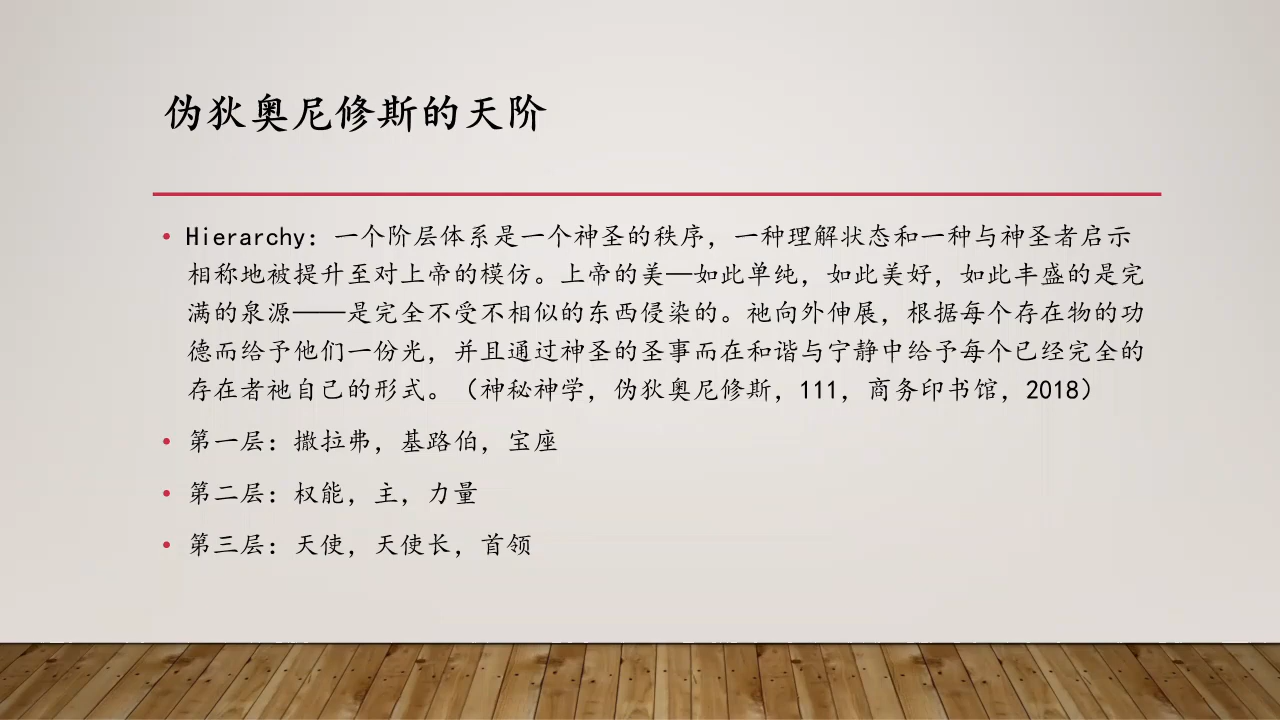 伪狄奥尼修斯的天阶
• Hierarchy：一个阶层体系是一个神圣的秩序，一种理解状态和一种与神圣者启示
相称地被提升至对上帝的模仿。上帝的美—如此单纯，如此美好，如此丰盛的是完
满的泉源——是完全不受不相似的东西侵染的。祂向外伸展，根据每个存在物的功
德而给予他们一份光，并且通过神圣的圣事而在和谐与宁静中给予每个已经完全的
存在者祂自己的形式。（神秘神学，伪狄奥尼修斯，111，商务印书馆，2018）
• 第一层：撒拉弗，基路伯，宝座
• 第二层：权能，主，力量
• 第三层：天使，天使长，首领